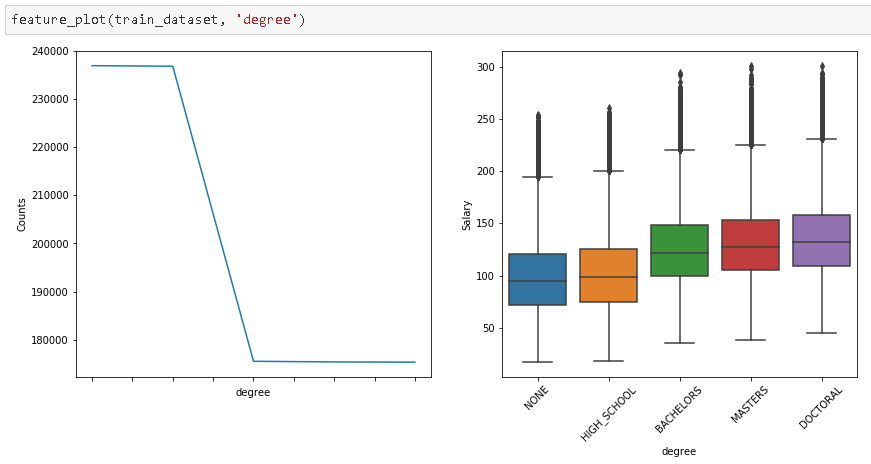 feature_plot(train_dataset, 'degree')
240000
230000
220000
210000
200000
190000
180000
Counts
degree
300
250
200
150
100
50
Salary
NONE
HIGH_SCHOOL
BACHELORS
MASTERS
DOCTORAL
degree